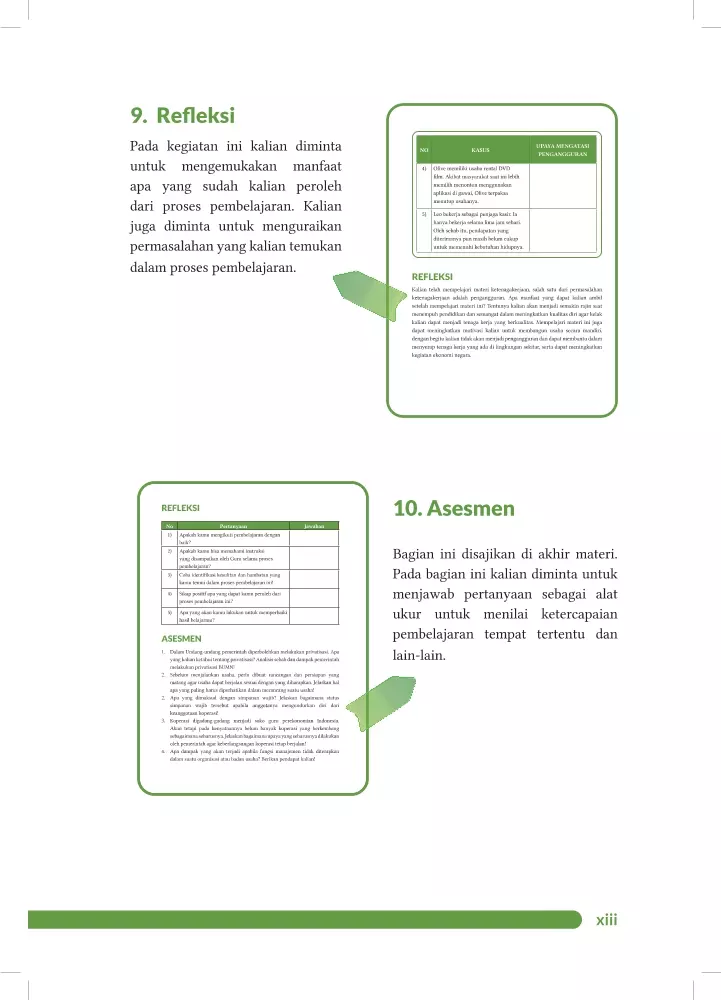 9. Refleksi
Pada kegiatan ini kalian diminta
untuk mengemukakan manfaat
apa yang sudah kalian peroleh
dari proses pembelajaran. Kalian
juga diminta untuk menguraikan
permasalahan yang kalian temukan
dalam proses pembelajaran.
NO KASUS UPAYA MENGATASI PENGANGGURAN
4) Olive memiliki usaha rental DVD
film. Akibat masyarakat saat ini lebih
memilih menonton menggunakan
aplikasi di gawai, Olive terpaksa
menutup usahanya.
5) Leo bekerja sebagai penjaga kasir. Ia
hanya bekerja selama lima jam sehari.
Oleh sebab itu, pendapatan yang
diterimanya pun masih belum cukup
untuk memenuhi kebutuhan hidupnya.
REFLEKSI
Kalian telah mempelajari materi ketenagakerjaan, salah satu dari permasalahan
ketenagakerjaan adalah pengangguran. Apa manfaat yang dapat kalian ambil
setelah mempelajari materi ini? Tentunya kalian akan menjadi semakin rajin saat
menempuh pendidikan dan semangat dalam meningkatkan kualitas diri agar kelak
kalian dapat menjadi tenaga kerja yang berkualitas. Mempelajari materi ini juga
dapat meningkatkan motivasi kalian untuk membangun usaha secara mandiri,
dengan begitu kalian tidak akan menjadi pengangguran dan dapat membantu dalam
menyerap tenaga kerja yang ada di lingkungan sekitar, serta dapat meningkatkan
kegiatan ekonomi negara.
REFLEKSI
No Pertanyaan Jawaban
1) Apakah kamu mengikuti pembelajaran dengan
baik?
2) Apakah kamu bisa memahami instruksi
yang disampaikan oleh Guru selama proses
pembelajaran?
3) Coba identifikasi kesulitan dan hambatan yang
kamu temui dalam proses pembelajaran ini!
4) Sikap positif apa yang dapat kamu peroleh dari
proses pembelajaran ini?
5) Apa yang akan kamu lakukan untuk memperbaiki
hasil belajarmu?
ASESMEN
1. Dalam Undang-undang pemerintah diperbolehkan melakukan privatisasi. Apa
yang kalian ketahui tentang privatisasi? Analisis sebab dan dampak pemerintah
melakukan privatisasi BUMN!
2. Sebelum menjalankan usaha, perlu dibuat rancangan dan persiapan yang
matang agar usaha dapat berjalan sesuai dengan yang diharapkan. Jelaskan hal
apa yang paling harus diperhatikan dalam merancang suatu usaha!
2. Apa yang dimaksud dengan simpanan wajib? Jelaskan bagaimana status
simpanan wajib tersebut apabila anggotanya mengundurkan diri dari
keanggotaan koperasi!
3. Koperasi digadang-gadang menjadi soko guru perekonomian Indonesia.
Akan tetapi pada kenyataannya belum banyak koperasi yang berkembang
sebagaimana seharusnya. Jelaskan bagaimana upaya yang seharusnya dilakukan
oleh pemerintah agar keberlangsungan koperasi tetap berjalan!
4. Apa dampak yang akan terjadi apabila fungsi manajemen tidak diterapkan
dalam suatu organisasi atau badan usaha? Berikan pendapat kalian!
10. Asesmen
Bagian ini disajikan di akhir materi.
Pada bagian ini kalian diminta untuk
menjawab pertanyaan sebagai alat
ukur untuk menilai ketercapaian
pembelajaran tempat tertentu dan
lain-lain.
xiii